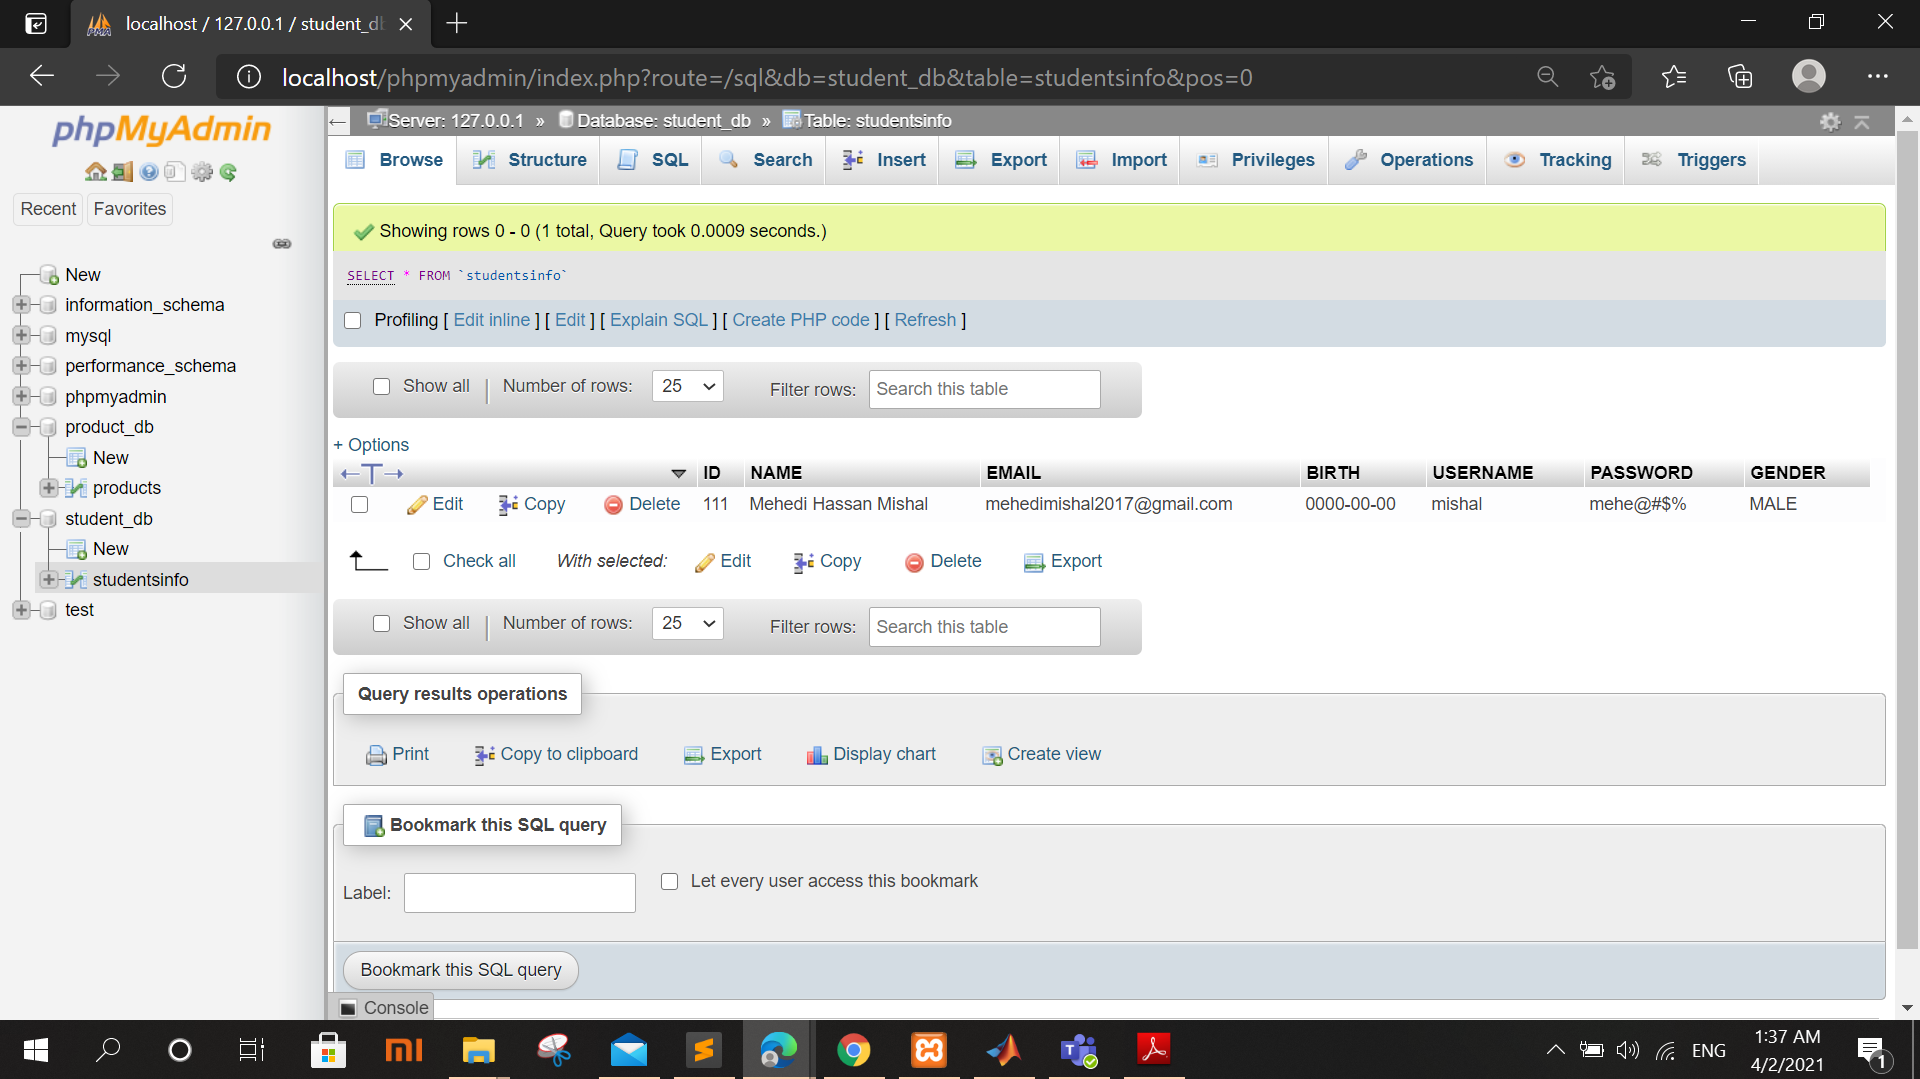 localhost / 127.0.0.1 / student_db
localhost/phpmyadmin/index.php?route=/sql&db=student_db&table=studentsinfo&pos=0
phpMyAdmin
Recent Favorites
New
information_schema
mysql
performance_schema
phpmyadmin
product_db
New
products
student_db
New
studentsinfo
test
Server: 127.0.0.1 » Database: student_db » Table: studentsinfo
Browse Structure SQL Search Insert Export Import Privileges Operations Tracking Triggers
Showing rows 0 - 0 (1 total, Query took 0.0009 seconds.)
SELECT * FROM `studentsinfo`
Profiling [ Edit inline ] [ Edit ] [ Explain SQL ] [ Create PHP code ] [ Refresh ]
Show all | Number of rows: 25 Filter rows: Search this table
+ Options
←T→ ID NAME EMAIL BIRTH USERNAME PASSWORD GENDER
Edit Copy Delete 111 Mehedi Hassan Mishal mehedimishal2017@gmail.com 0000-00-00 mishal mehe@#$% MALE
Check all With selected: Edit Copy Delete Export
Show all | Number of rows: 25 Filter rows: Search this table
Query results operations
Print Copy to clipboard Export Display chart Create view
Bookmark this SQL query
Label: Let every user access this bookmark
Bookmark this SQL query
Console
ENG
1:37 AM
4/2/2021
1